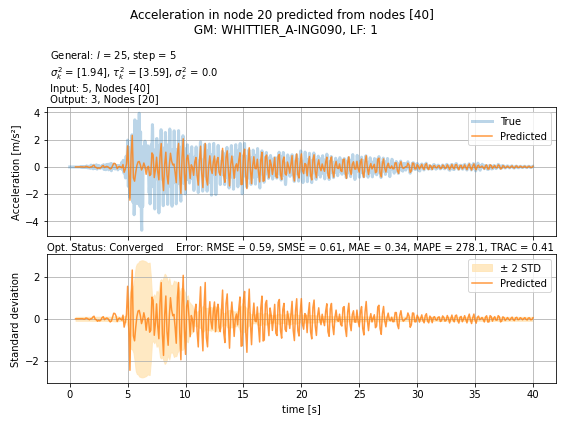 Acceleration in node 20 predicted from nodes [40]
GM: WHITTIER_A-ING090, LF: 1
General: l = 25, step = 5
σ²ₖ = [1.94], τ²ₖ = [3.59], σ²ε = 0.0
Input: 5, Nodes [40]
Output: 3, Nodes [20]
Acceleration [m/s²]
4
2
0
−2
−4
True
Predicted
Opt. Status: Converged Error: RMSE = 0.59, SMSE = 0.61, MAE = 0.34, MAPE = 278.1, TRAC = 0.41
Standard deviation
2
0
−2
± 2 STD
Predicted
0 5 10 15 20 25 30 35 40
time [s]